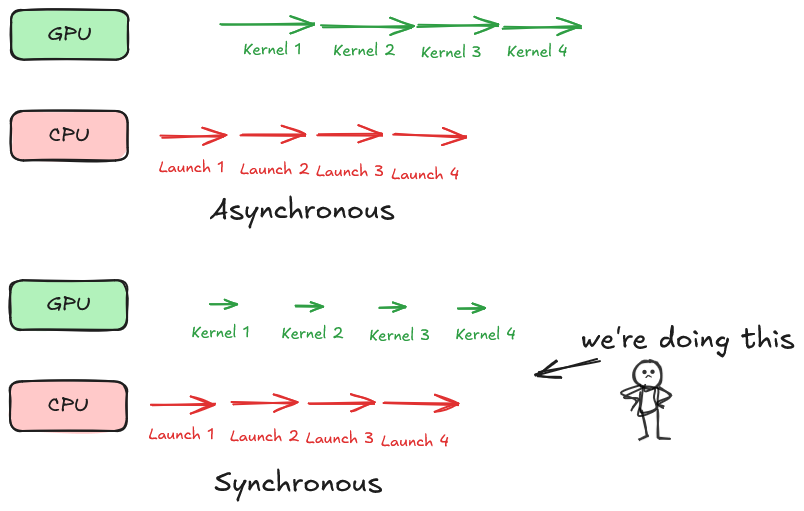 GPU
Kernel 1 Kernel 2 Kernel 3 Kernel 4
CPU
Launch 1 Launch 2 Launch 3 Launch 4
Asynchronous
GPU
Kernel 1 Kernel 2 Kernel 3 Kernel 4
we're doing this
CPU
Launch 1 Launch 2 Launch 3 Launch 4
Synchronous